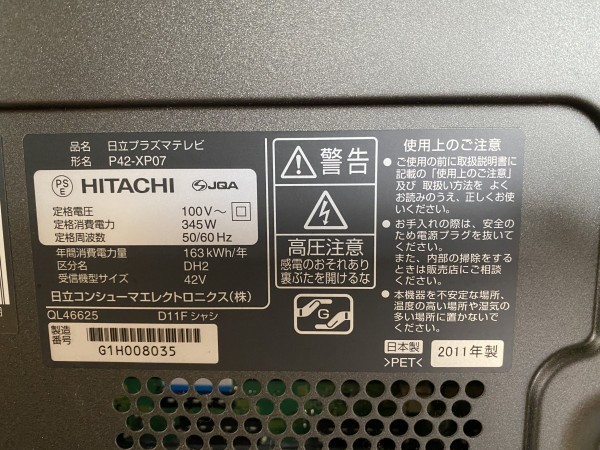 品名 日立プラズマテレビ
形名 P42-XP07
PS
E
HITACHI
JQA
定格電圧 100V～
定格消費電力 345W
定格周波数 50/60Hz
年間消費電力量 163kWh/年
区分名 DH2
受信機型サイズ 42V
日立コンシューマエレクトロニクス(株)
QL46625 D11Fシャシ
製造番号
G1H008035
警告
高圧注意
感電のおそれあり
裏ぶたを開けるな
G
使用上のご注意
●ご使用の前に取扱説明書に
記載の「使用上のご注意」
及び 取扱い方法を よく
お読みのうえ、正しくお使
いください。
●お手入れの際は、安全の
ため電源プラグを抜いて
ください。
また、内部の掃除をする
ときは販売店にご相談
ください。
●本機器を不安定な場所、
温度の高い場所や湿気の
多い場所に置かないで
ください。
日本製
>PET<
2011年製